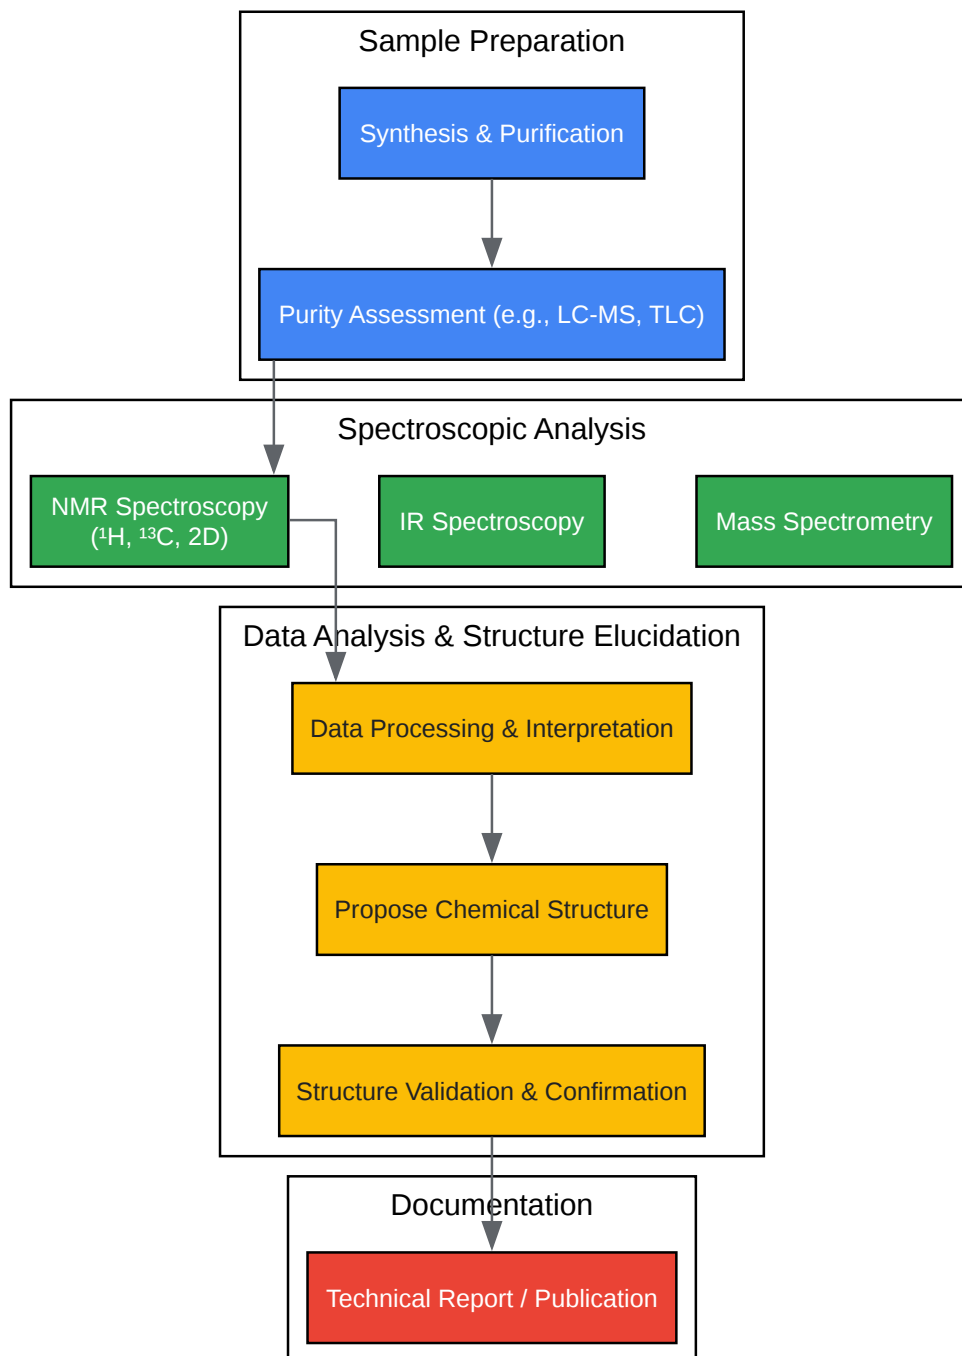 Sample Preparation
Synthesis & Purification
Purity Assessment (e.g., LC-MS, TLC)
Spectroscopic Analysis
NMR Spectroscopy
(¹H, ¹³C, 2D)
IR Spectroscopy
Mass Spectrometry
Data Analysis & Structure Elucidation
Data Processing & Interpretation
Propose Chemical Structure
Structure Validation & Confirmation
Documentation
Technical Report / Publication